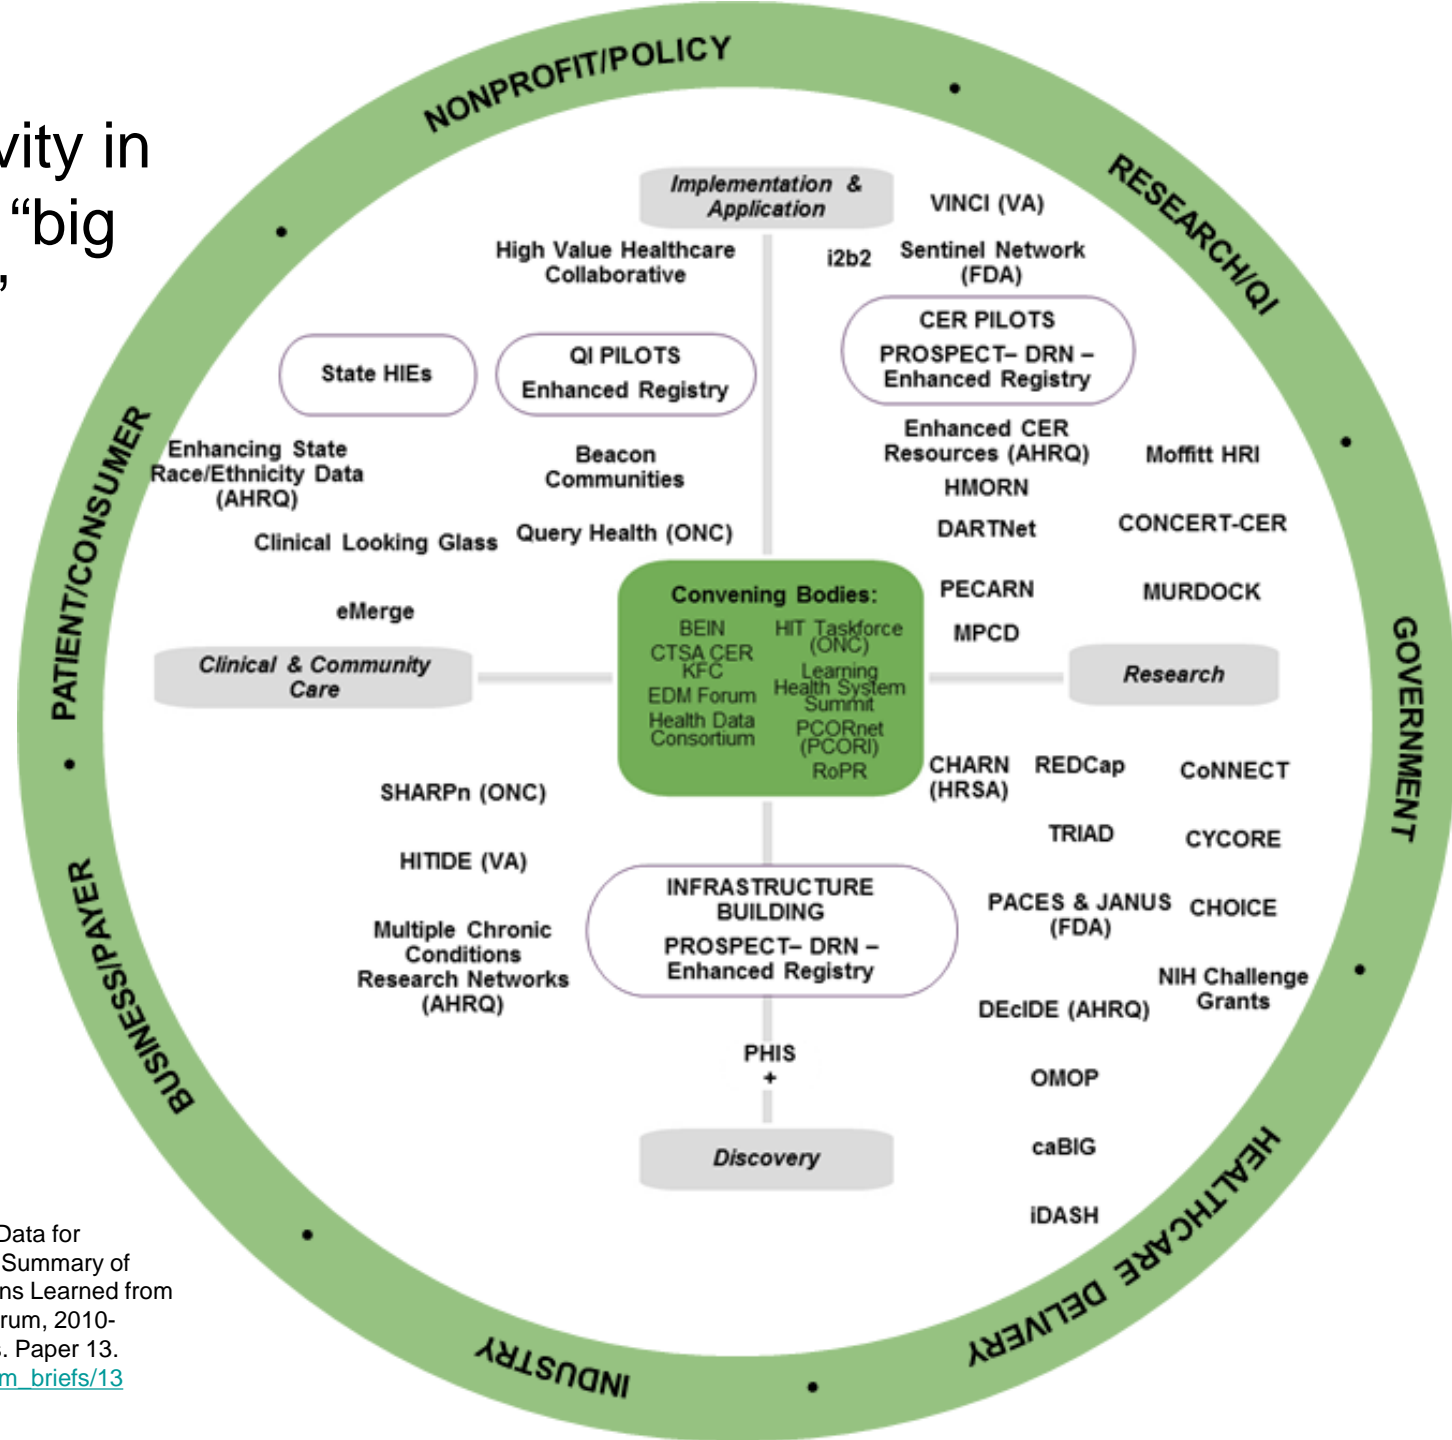 NONPROFIT/POLICY
RESEARCH/QI
GOVERNMENT
HEALTHCARE DELIVERY
INDUSTRY
BUSINESS/PAYER
PATIENT/CONSUMER
vity in
“big
”
Implementation &
Application
High Value Healthcare
Collaborative
State HIEs
QI PILOTS
Enhanced Registry
Enhancing State
Race/Ethnicity Data
(AHRQ)
Beacon
Communities
Clinical Looking Glass
Query Health (ONC)
eMerge
VINCI (VA)
i2b2
Sentinel Network
(FDA)
CER PILOTS
PROSPECT– DRN –
Enhanced Registry
Enhanced CER
Resources (AHRQ)
HMORN
DARTNet
PECARN
MPCD
Moffitt HRI
CONCERT-CER
MURDOCK
Clinical & Community
Care
Convening Bodies:
BEIN
CTSA CER
KFC
EDM Forum
Health Data
Consortium
HIT Taskforce
(ONC)
Learning
Health System
Summit
PCORnet
(PCORI)
RoPR
Research
SHARPn (ONC)
HITIDE (VA)
Multiple Chronic
Conditions
Research Networks
(AHRQ)
INFRASTRUCTURE
BUILDING
PROSPECT– DRN –
Enhanced Registry
PHIS
+
Discovery
CHARN
(HRSA)
REDCap
CoNNECT
TRIAD
CYCORE
PACES & JANUS
(FDA)
CHOICE
NIH Challenge
Grants
DEcIDE (AHRQ)
OMOP
caBIG
iDASH
Data for
Summary of
ns Learned from
rum, 2010-
s. Paper 13.
m_briefs/13